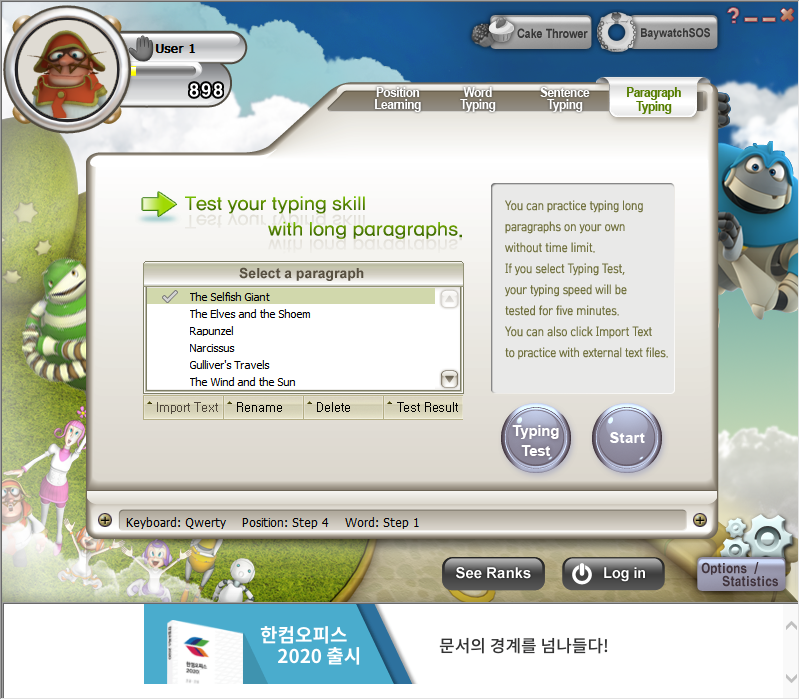 User 1
898
Cake Thrower
BaywatchSOS
?
Position
Learning
Word
Typing
Sentence
Typing
Paragraph
Typing
Test your typing skill
with long paragraphs.
Select a paragraph
The Selfish Giant
The Elves and the Shoem
Rapunzel
Narcissus
Gulliver's Travels
The Wind and the Sun
Import Text
Rename
Delete
Test Result
You can practice typing long
paragraphs on your own
without time limit.
If you select Typing Test,
your typing speed will be
tested for five minutes.
You can also click Import Text
to practice with external text files.
Typing
Test
Start
Keyboard: Qwerty Position: Step 4 Word: Step 1
See Ranks
Log in
Options /
Statistics
한컴오피스
2020
한컴오피스
2020 출시
문서의 경계를 넘나들다!